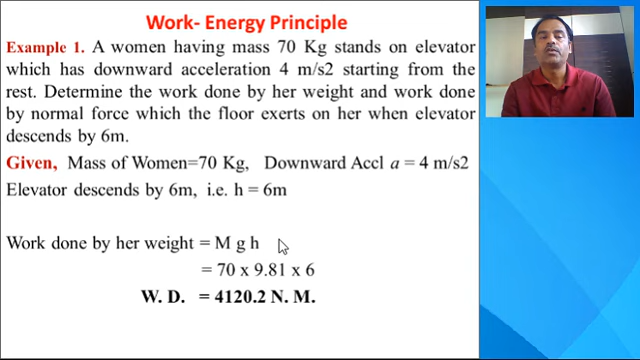 Work- Energy Principle
Example 1. A women having mass 70 Kg stands on elevator
which has downward acceleration 4 m/s2 starting from the
rest. Determine the work done by her weight and work done
by normal force which the floor exerts on her when elevator
descends by 6m.
Given, Mass of Women=70 Kg, Downward Accl a = 4 m/s2
Elevator descends by 6m, i.e. h = 6m
Work done by her weight = M g h
= 70 x 9.81 x 6
W. D. = 4120.2 N. M.